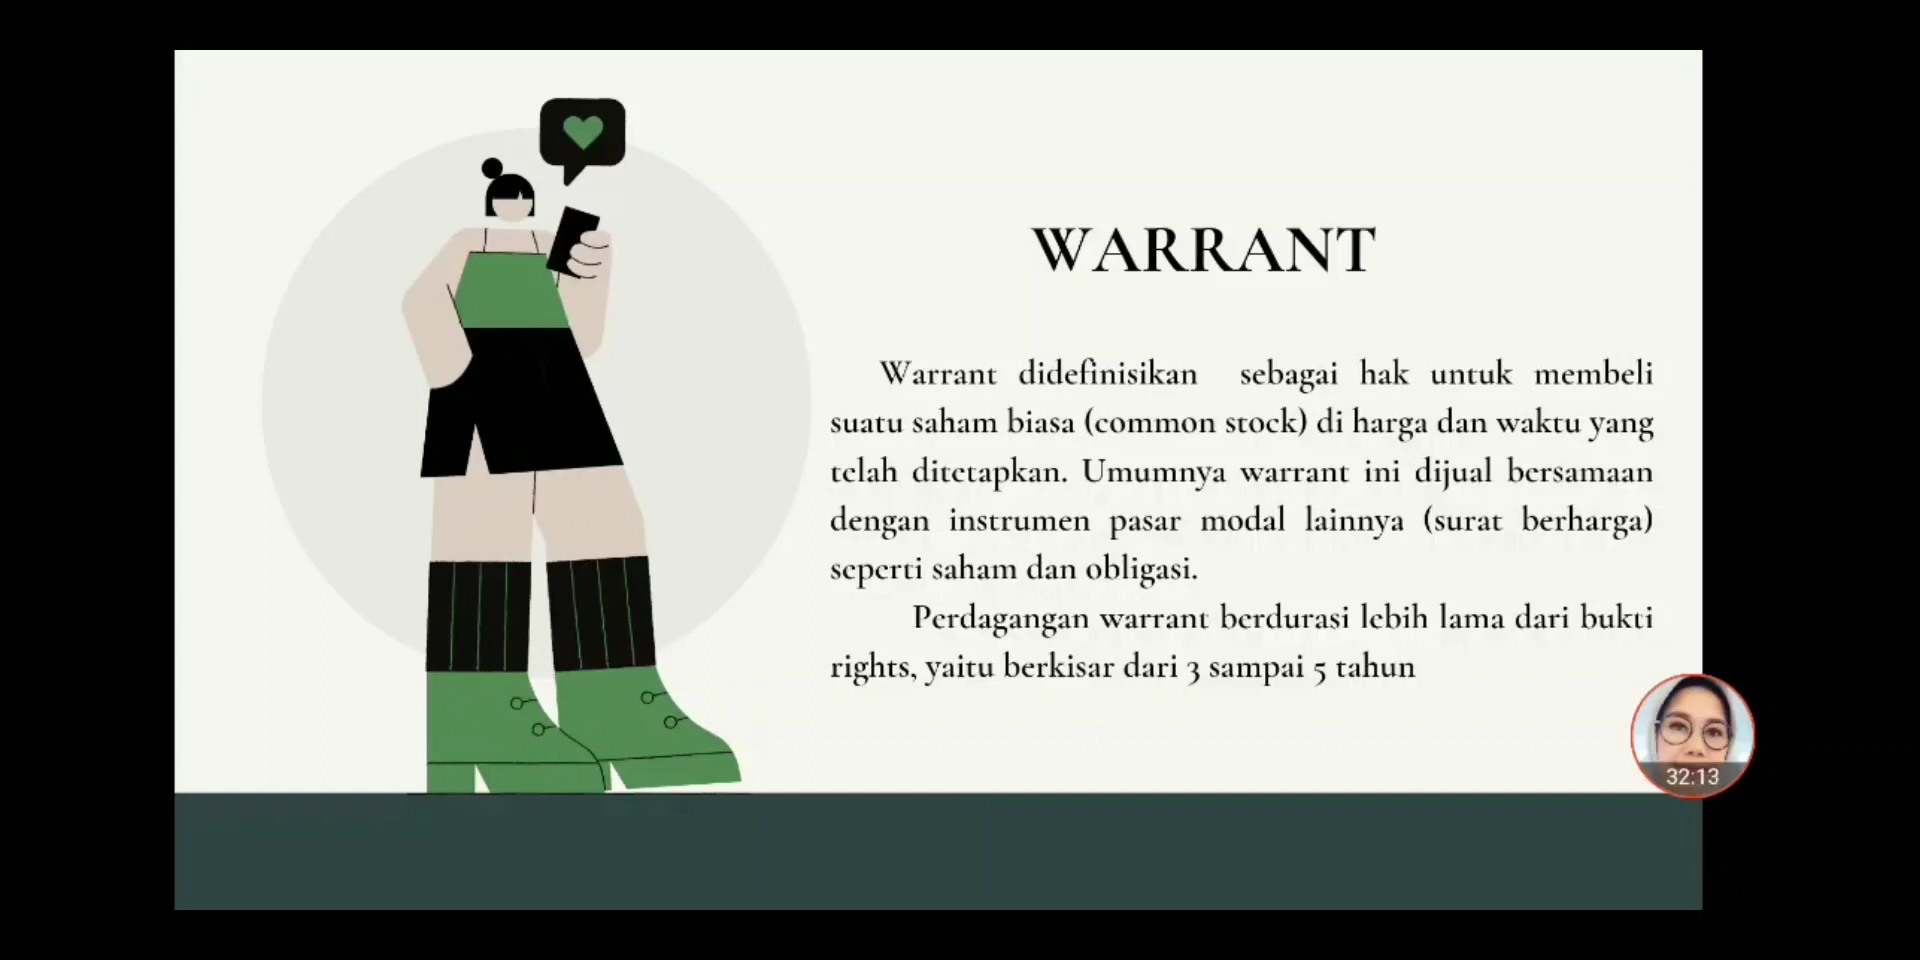 WARRANT
Warrant didefinisikan sebagai hak untuk membeli
suatu saham biasa (common stock) di harga dan waktu yang
telah ditetapkan. Umumnya warrant ini dijual bersamaan
dengan instrumen pasar modal lainnya (surat berharga)
seperti saham dan obligasi.
Perdagangan warrant berdurasi lebih lama dari bukti
rights, yaitu berkisar dari 3 sampai 5 tahun
32:13